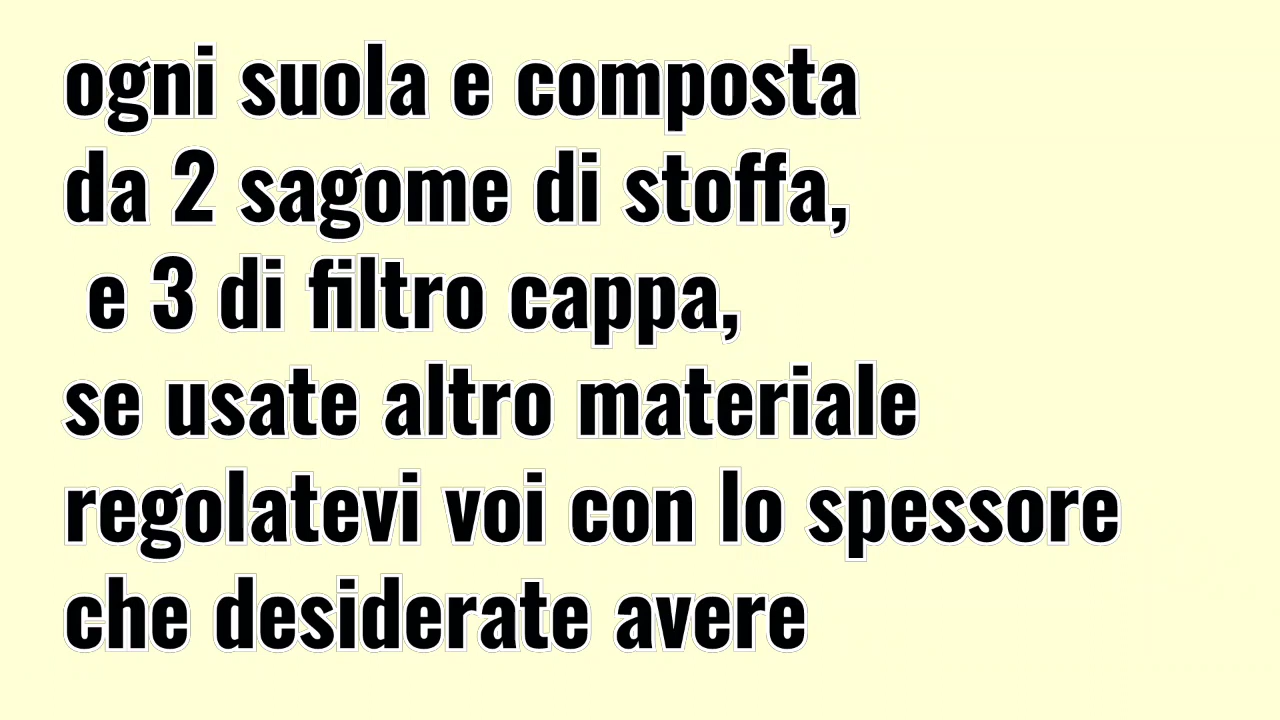 ogni suola e composta
da 2 sagome di stoffa,
e 3 di filtro cappa,
se usate altro materiale
regolatevi voi con lo spessore
che desiderate avere